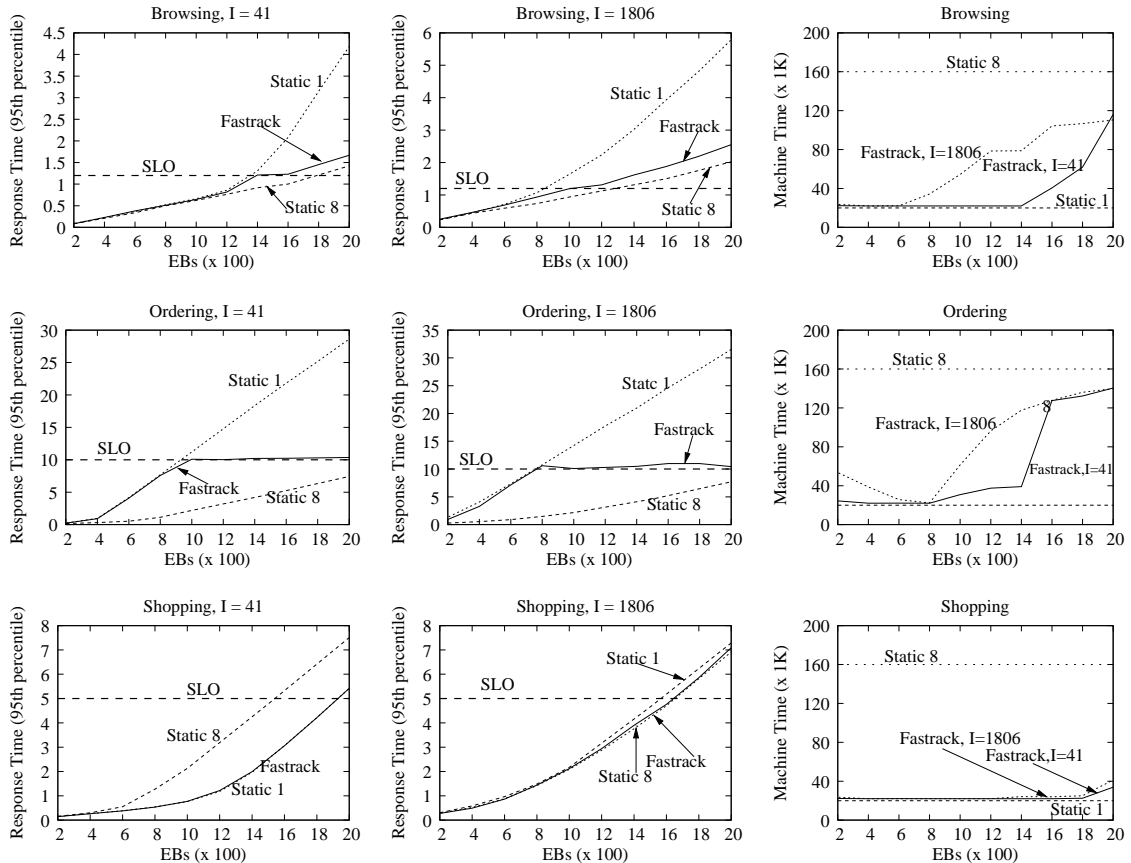 Browsing, I = 41
Response Time (95th percentile)
4.5
4
3.5
3
2.5
2
1.5
1
0.5
0
Static 1
Fastrack
SLO
Static 8
2 4 6 8 10 12 14 16 18 20
EBs (x 100)
Browsing, I = 1806
Response Time (95th percentile)
6
5
4
3
2
1
0
Static 1
Fastrack
SLO
Static 8
2 4 6 8 10 12 14 16 18 20
EBs (x 100)
Browsing
Machine Time (x 1K)
200
160
120
80
40
0
Static 8
Fastrack, I=1806
Fastrack, I=41
Static 1
2 4 6 8 10 12 14 16 18 20
EBs (x 100)
Ordering, I = 41
Response Time (95th percentile)
30
25
20
15
10
5
0
Static 1
SLO
Fastrack
Static 8
2 4 6 8 10 12 14 16 18 20
EBs (x 100)
Ordering, I = 1806
Response Time (95th percentile)
35
30
25
20
15
10
5
0
Static 1
Fastrack
SLO
Static 8
2 4 6 8 10 12 14 16 18 20
EBs (x 100)
Ordering
Machine Time (x 1K)
200
160
120
80
40
0
Static 8
8
Fastrack, I=1806
Fastrack,I=41
2 4 6 8 10 12 14 16 18 20
EBs (x 100)
Shopping, I = 41
Response Time (95th percentile)
8
7
6
5
4
3
2
1
0
SLO
Static 8
Fastrack
Static 1
2 4 6 8 10 12 14 16 18 20
EBs (x 100)
Shopping, I = 1806
Response Time (95th percentile)
8
7
6
5
4
3
2
1
0
Static 1
SLO
Fastrack
Static 8
2 4 6 8 10 12 14 16 18 20
EBs (x 100)
Shopping
Machine Time (x 1K)
200
160
120
80
40
0
Static 8
Fastrack, I=1806
Fastrack,I=41
Static 1
2 4 6 8 10 12 14 16 18 20
EBs (x 100)